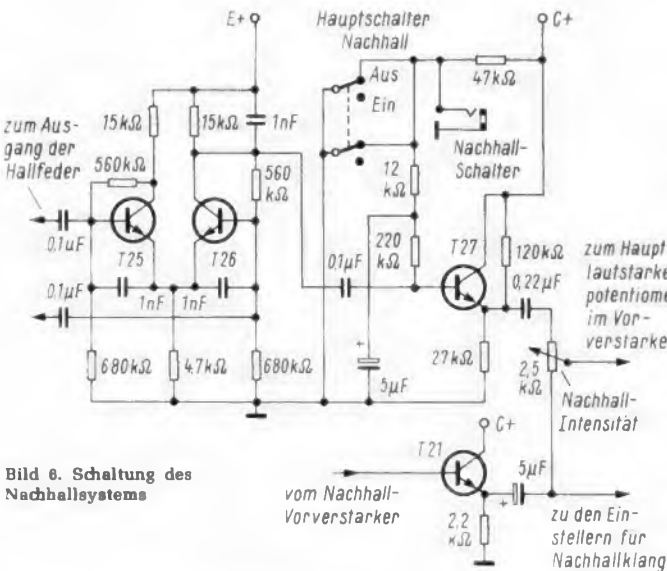 E+
Hauptschalter
Nachhall
C+
Aus
Ein
47kΩ
15kΩ
15kΩ
1nF
zum Aus-
gang der
Hallfeder
560kΩ
560
kΩ
Nachhall-
Schalter
12
kΩ
0,1µF
T25
T26
220
kΩ
T27
120kΩ
zum Haupt
lautstärke
potentiome
im Vor-
verstärke
0,1µF
0,22µF
1nF
1nF
0,1µF
680kΩ
4.7kΩ
680kΩ
5µF
27kΩ
2,5
kΩ
Nachhall-
Intensität
C+
T21
5µF
Bild 6. Schaltung des
Nachhallsystems
vom Nachhall-
Vorverstärker
2,2
kΩ
zu den Ein-
stellern für
Nachhallklang